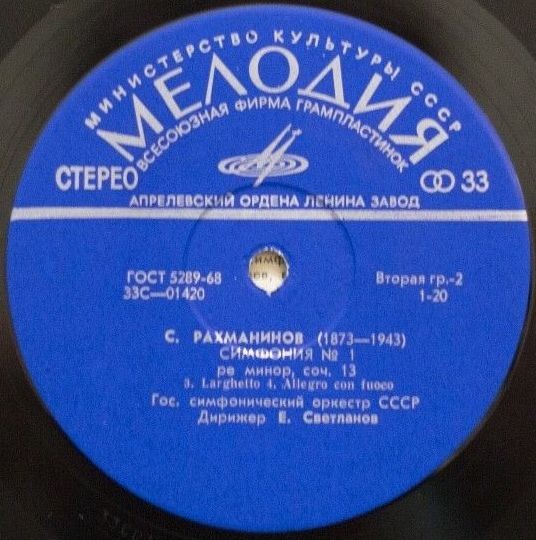 МИНИСТЕРСТВО КУЛЬТУРЫ СССР
МЕЛОДИЯ
ВСЕСОЮЗНАЯ ФИРМА ГРАМПЛАСТИНОК
СТЕРЕО 33
АПРЕЛЕВСКИЙ ОРДЕНА ЛЕНИНА ЗАВОД
ГОСТ 5289-68 Вторая гр.-2
33С—01420 1-20
С. РАХМАНИНОВ (1873—1943)
СИМФОНИЯ № 1
ре минор, соч. 13
3. Larghetto 4. Allegro con fuoco
Гос. симфонический оркестр СССР
Дирижер Е. Светланов